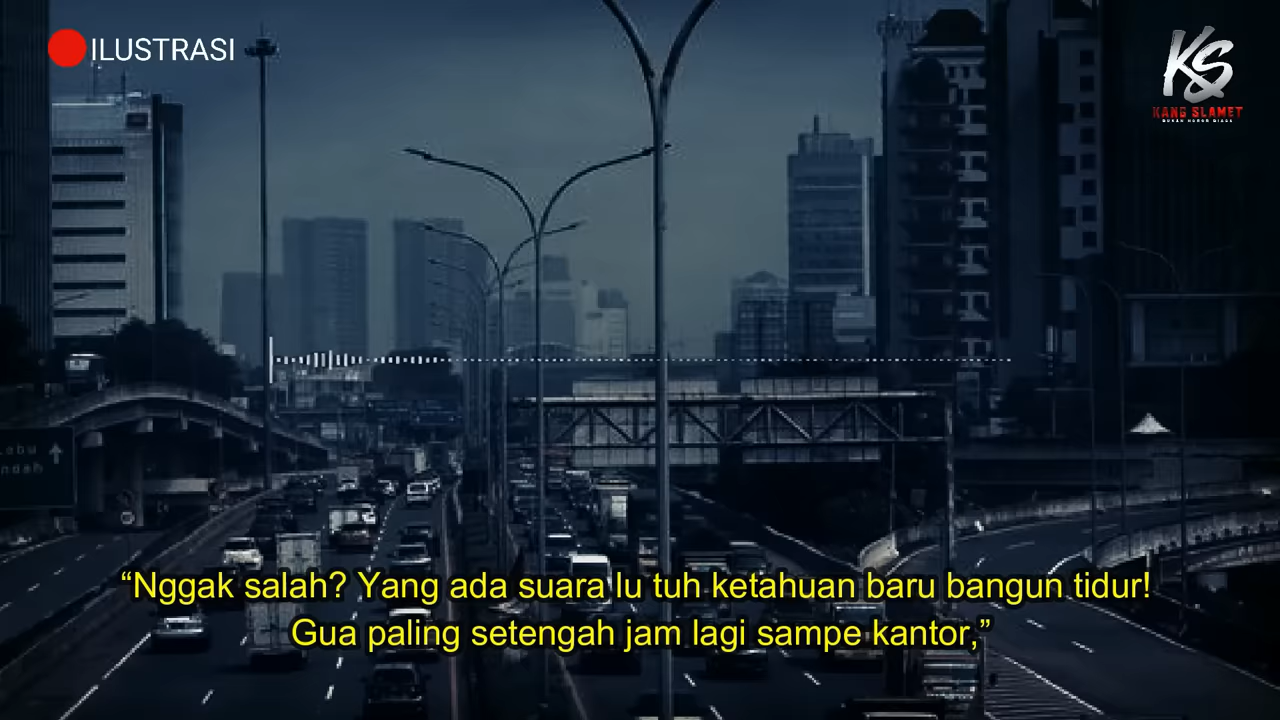 ILUSTRASI
KS
KANG SLAMET
“Nggak salah? Yang ada suara lu tuh ketahuan baru bangun tidur!
Gua paling setengah jam lagi sampe kantor,”